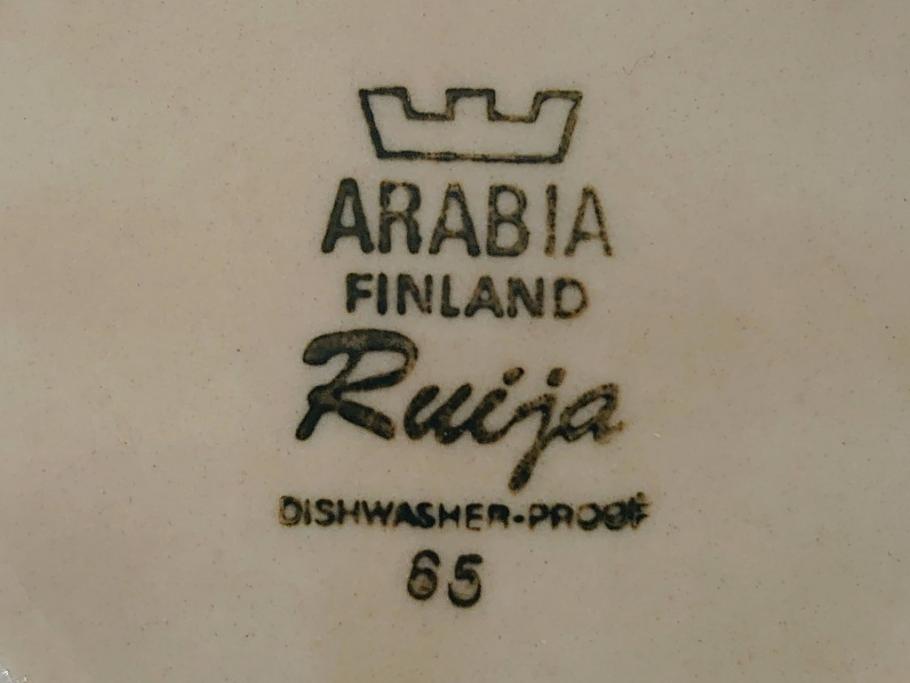 ARABIA
FINLAND
Ruija
DISHWASHER-PROOF
65